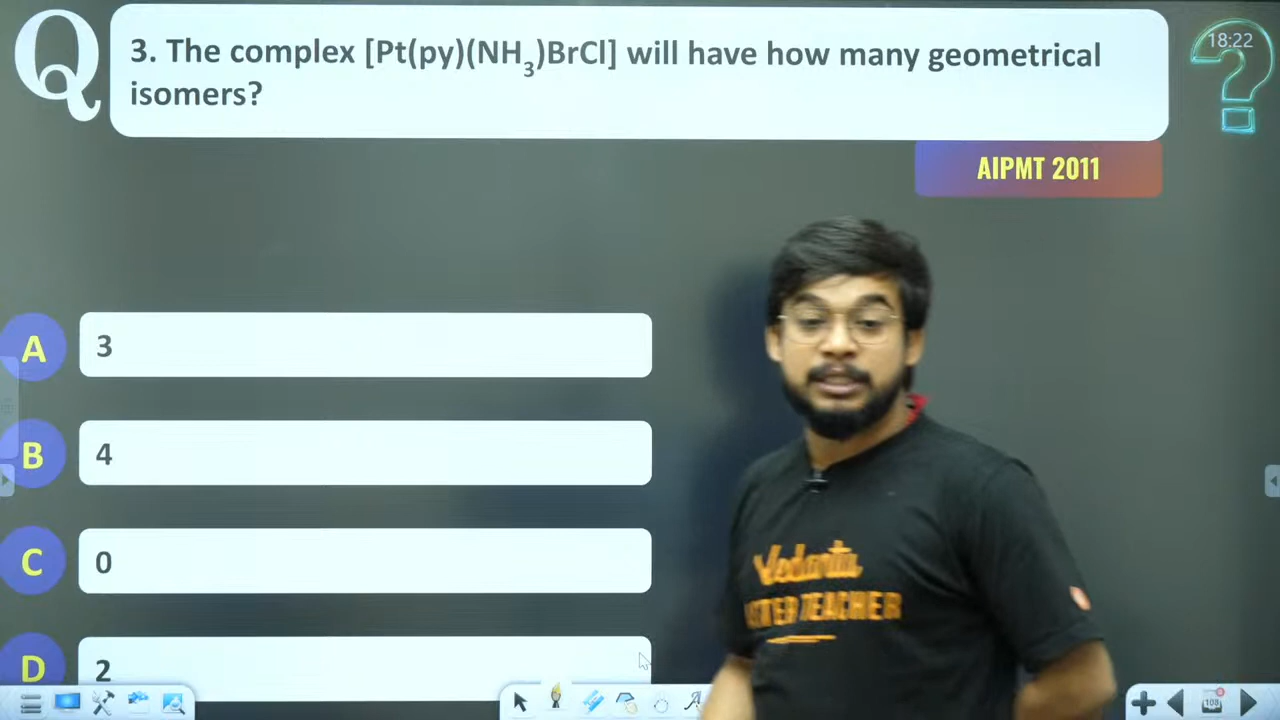 Q
3. The complex [Pt(py)(NH₃)BrCl] will have how many geometrical
isomers?
18:22
AIPMT 2011
A
3
B
4
C
0
D
2
Vedantu
TEACHER
108